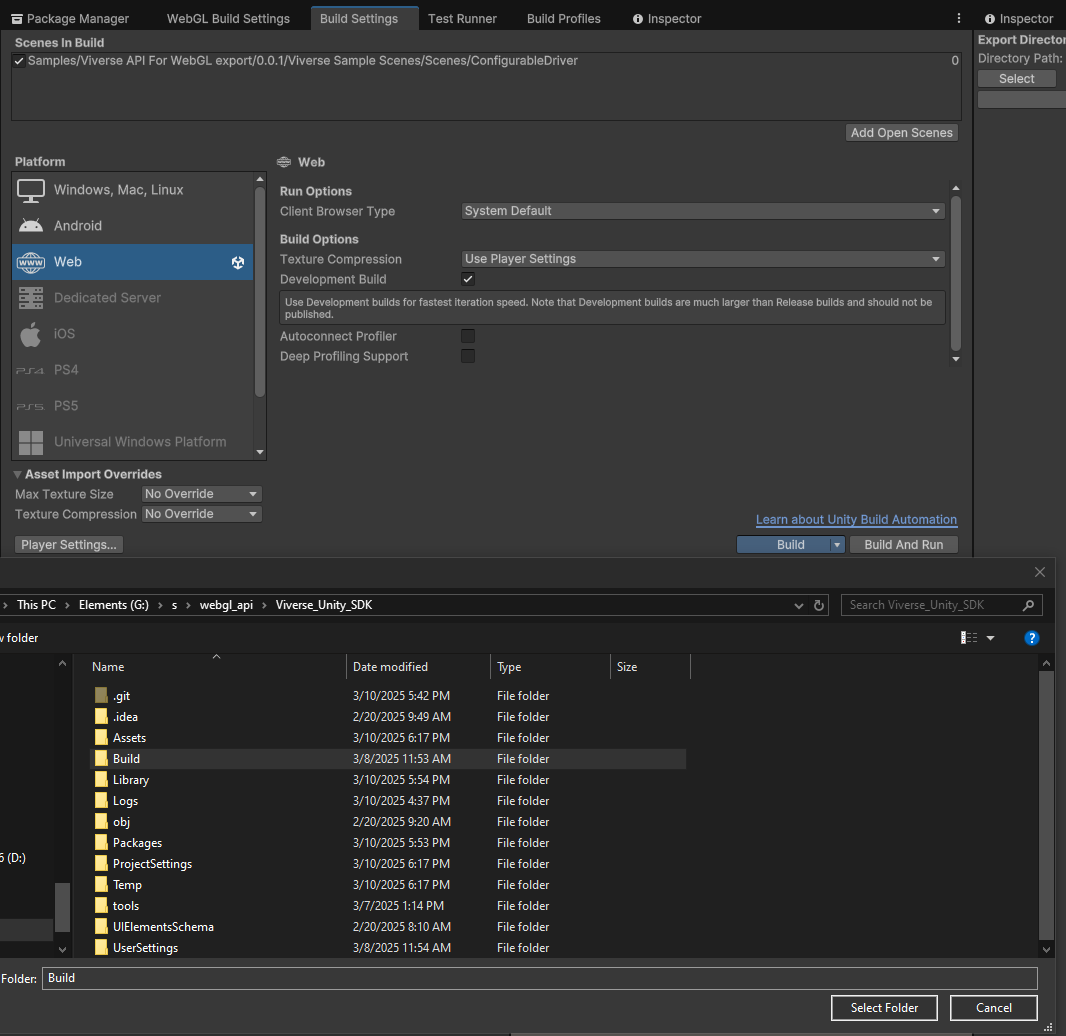 Package Manager WebGL Build Settings Build Settings Test Runner Build Profiles Inspector Inspector
Scenes In Build
Export Director
Samples/Viverse API For WebGL export/0.0.1/Viverse Sample Scenes/Scenes/ConfigurableDriver 0
Directory Path:
Select
Add Open Scenes
Platform
Windows, Mac, Linux
Android
www Web
Dedicated Server
iOS
PS4 PS4
PS5 PS5
Universal Windows Platform
Web
Run Options
Client Browser Type System Default
Build Options
Texture Compression Use Player Settings
Development Build
Use Development builds for fastest iteration speed. Note that Development builds are much larger than Release builds and should not be
published.
Autoconnect Profiler
Deep Profiling Support
Asset Import Overrides
Max Texture Size No Override
Texture Compression No Override
Learn about Unity Build Automation
Player Settings... Build Build And Run
This PC > Elements (G:) > s > webgl_api > Viverse_Unity_SDK Search Viverse_Unity_SDK
w folder ?
Name Date modified Type Size
.git 3/10/2025 5:42 PM File folder
.idea 2/20/2025 9:49 AM File folder
Assets 3/10/2025 6:17 PM File folder
Build 3/8/2025 11:53 AM File folder
Library 3/10/2025 5:54 PM File folder
Logs 3/10/2025 4:37 PM File folder
obj 2/20/2025 9:20 AM File folder
Packages 3/10/2025 5:53 PM File folder
6 (D:)
ProjectSettings 3/10/2025 6:17 PM File folder
Temp 3/10/2025 6:17 PM File folder
tools 3/7/2025 1:14 PM File folder
UIElementsSchema 2/20/2025 8:10 AM File folder
UserSettings 3/8/2025 11:54 AM File folder
Folder: Build
Select Folder Cancel